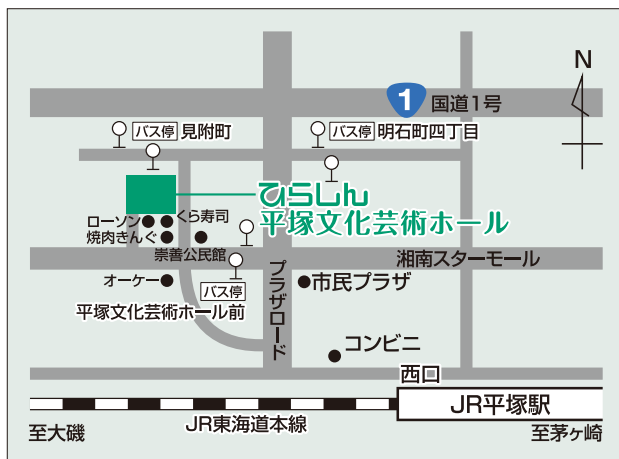 N
1
国道1号
バス停 見附町
バス停 明石町四丁目
ひらしん
平塚文化芸術ホール
ローソン
くら寿司
焼肉きんぐ
崇善公民館
湘南スターモール
オーケー
バス停
平塚文化芸術ホール前
プラザロード
市民プラザ
コンビニ
西口
JR平塚駅
JR東海道本線
至大磯
至茅ヶ崎